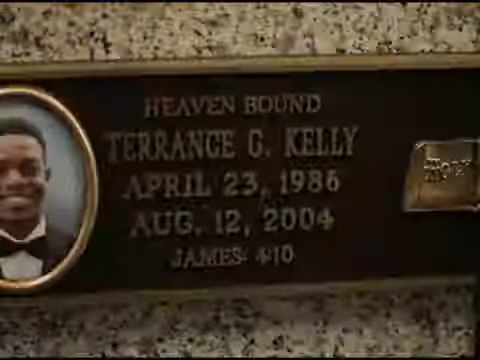 HEAVEN BOUND
TERRANCE G. KELLY
APRIL 23, 1986
AUG. 12, 2004
JAMES: 4:10